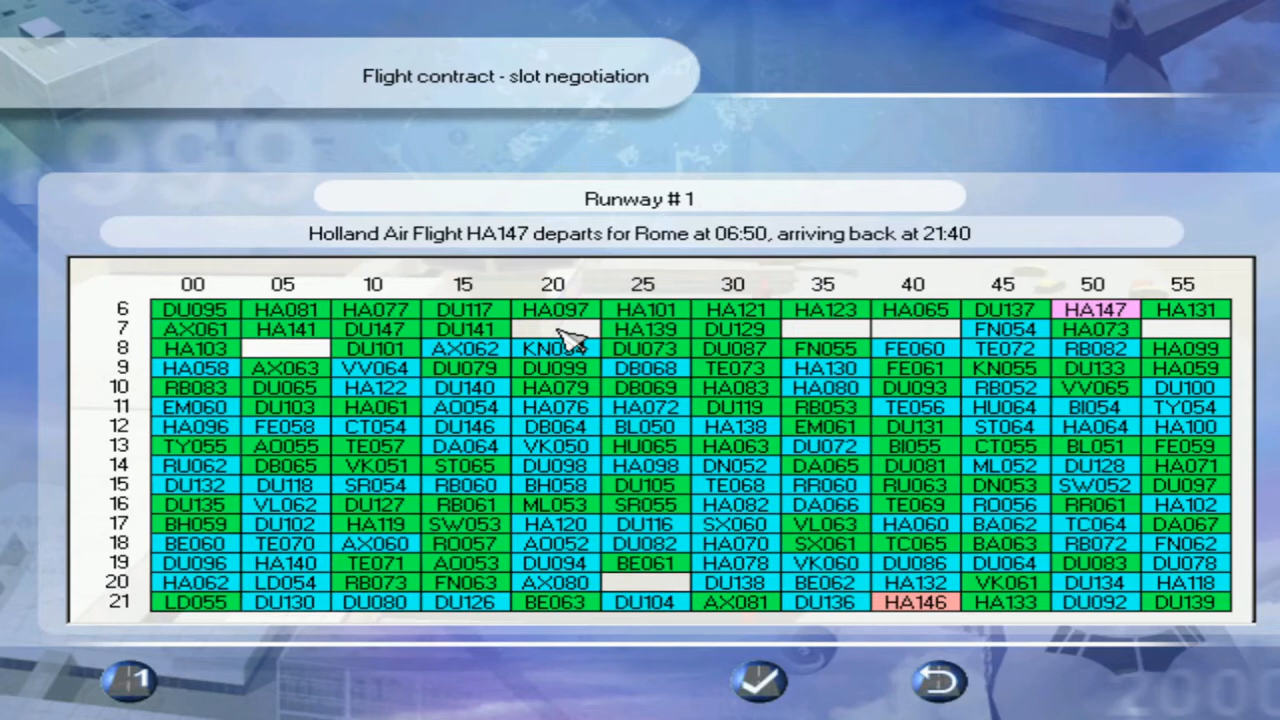 Flight contract - slot negotiation
Runway # 1
Holland Air Flight HA147 departs for Rome at 06:50, arriving back at 21:40
00 05 10 15 20 25 30 35 40 45 50 55
6 DU095 HA081 HA077 DU117 HA097 HA101 HA121 HA123 HA065 DU137 HA147 HA131
7 AX061 HA141 DU147 DU141 HA139 DU129 FN054 HA073
8 HA103 DU101 AX062 DU073 DU087 FN055 FE060 TE072 RB082 HA099
9 HA058 AX063 VV064 DU079 DU099 DB068 TE073 HA130 FE061 KN055 DU133 HA059
10 RB083 DU065 HA122 DU140 HA079 DB069 HA083 HA080 DU093 RB052 VV065 DU100
11 EM060 DU103 HA061 AO054 HA076 HA072 DU119 RB053 TE056 HU064 BI054 TY054
12 HA096 FE058 CT054 DU146 DB064 BL050 HA138 EM061 DU131 ST064 HA064 HA100
13 TY055 AO055 TE057 DA064 VK050 HU065 HA063 DU072 BI055 CT055 BL051 FE059
14 RU062 DB065 VK051 ST065 DU098 HA098 DN052 DA065 DU081 ML052 DU128 HA071
15 DU132 DU118 SR054 RB060 BH058 DU105 TE068 RR060 RU063 DN053 SW052 DU097
16 DU135 VL062 DU127 RB061 ML053 SR055 HA082 DA066 TE069 RO056 RR061 HA102
17 BH059 DU102 HA119 SW053 HA120 DU116 SX060 VL063 HA060 BA062 TC064 DA067
18 BE060 TE070 AX060 RO057 AO052 DU082 HA070 SX061 TC065 BA063 RB072 FN062
19 DU096 HA140 TE071 AO053 DU094 BE061 HA078 VK060 DU086 DU064 DU083 DU078
20 HA062 LD054 RB073 FN063 AX080 DU138 BE062 HA132 VK061 DU134 HA118
21 LD055 DU130 DU080 DU126 BE063 DU104 AX081 DU136 HA146 HA133 DU092 DU139
1